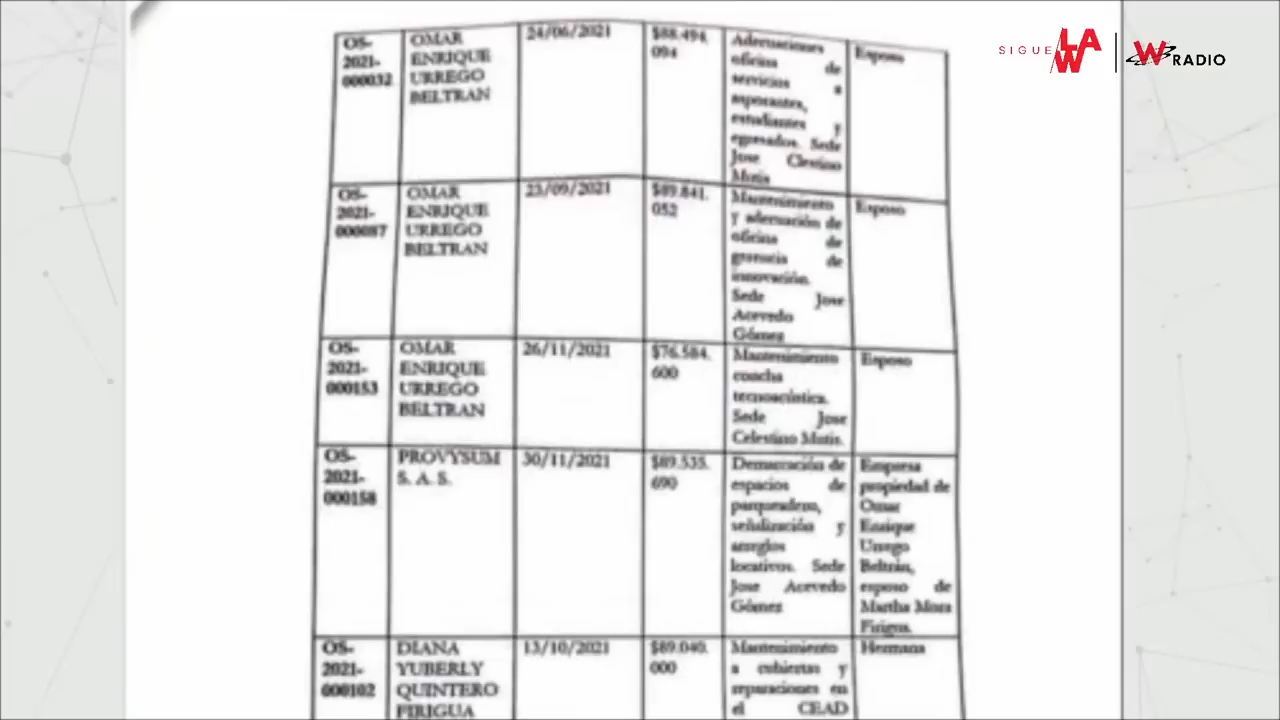 SIGUE LA W
W RADIO
OS-
2021-
000032
OMAR
ENRIQUE
URREGO
BELTRAN
24/06/2021
$88.494.
094
Adecuaciones
oficina de
servicios a
aspirantes,
estudiantes y
egresados. Sede
Jose Clestino
Mutis
Esposo
OS-
2021-
000087
OMAR
ENRIQUE
URREGO
BELTRAN
23/09/2021
$89.841.
052
Mantenimiento
y adecuación de
oficina de
gerencia de
innovación.
Sede Jose
Acevedo
Gómez
Esposo
OS-
2021-
000153
OMAR
ENRIQUE
URREGO
BELTRAN
26/11/2021
$76.584.
600
Mantenimiento
concha
tecnoacústica.
Sede Jose
Celestino Mutis.
Esposo
OS-
2021-
000158
PROVYSUM
S. A. S.
30/11/2021
$89.535.
690
Demarcación de
espacios de
parqueadero,
señalización y
arreglos
locativos. Sede
Jose Acevedo
Gómez
Empresa
propiedad de
Omar
Enrique
Urrego
Beltrán,
esposo de
Martha Mora
Firigua.
OS-
2021-
000102
DIANA
YUBERLY
QUINTERO
FIRIGUA
13/10/2021
$89.040.
000
Mantenimiento
a cubiertas y
reparaciones en
el CEAD
Hermana